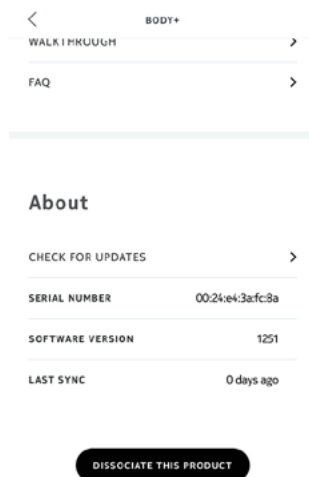 BODY+
WALKTHROUGH
FAQ
About
CHECK FOR UPDATES
SERIAL NUMBER 00:24:e4:3a:fc:8a
SOFTWARE VERSION 1251
LAST SYNC 0 days ago
DISSOCIATE THIS PRODUCT